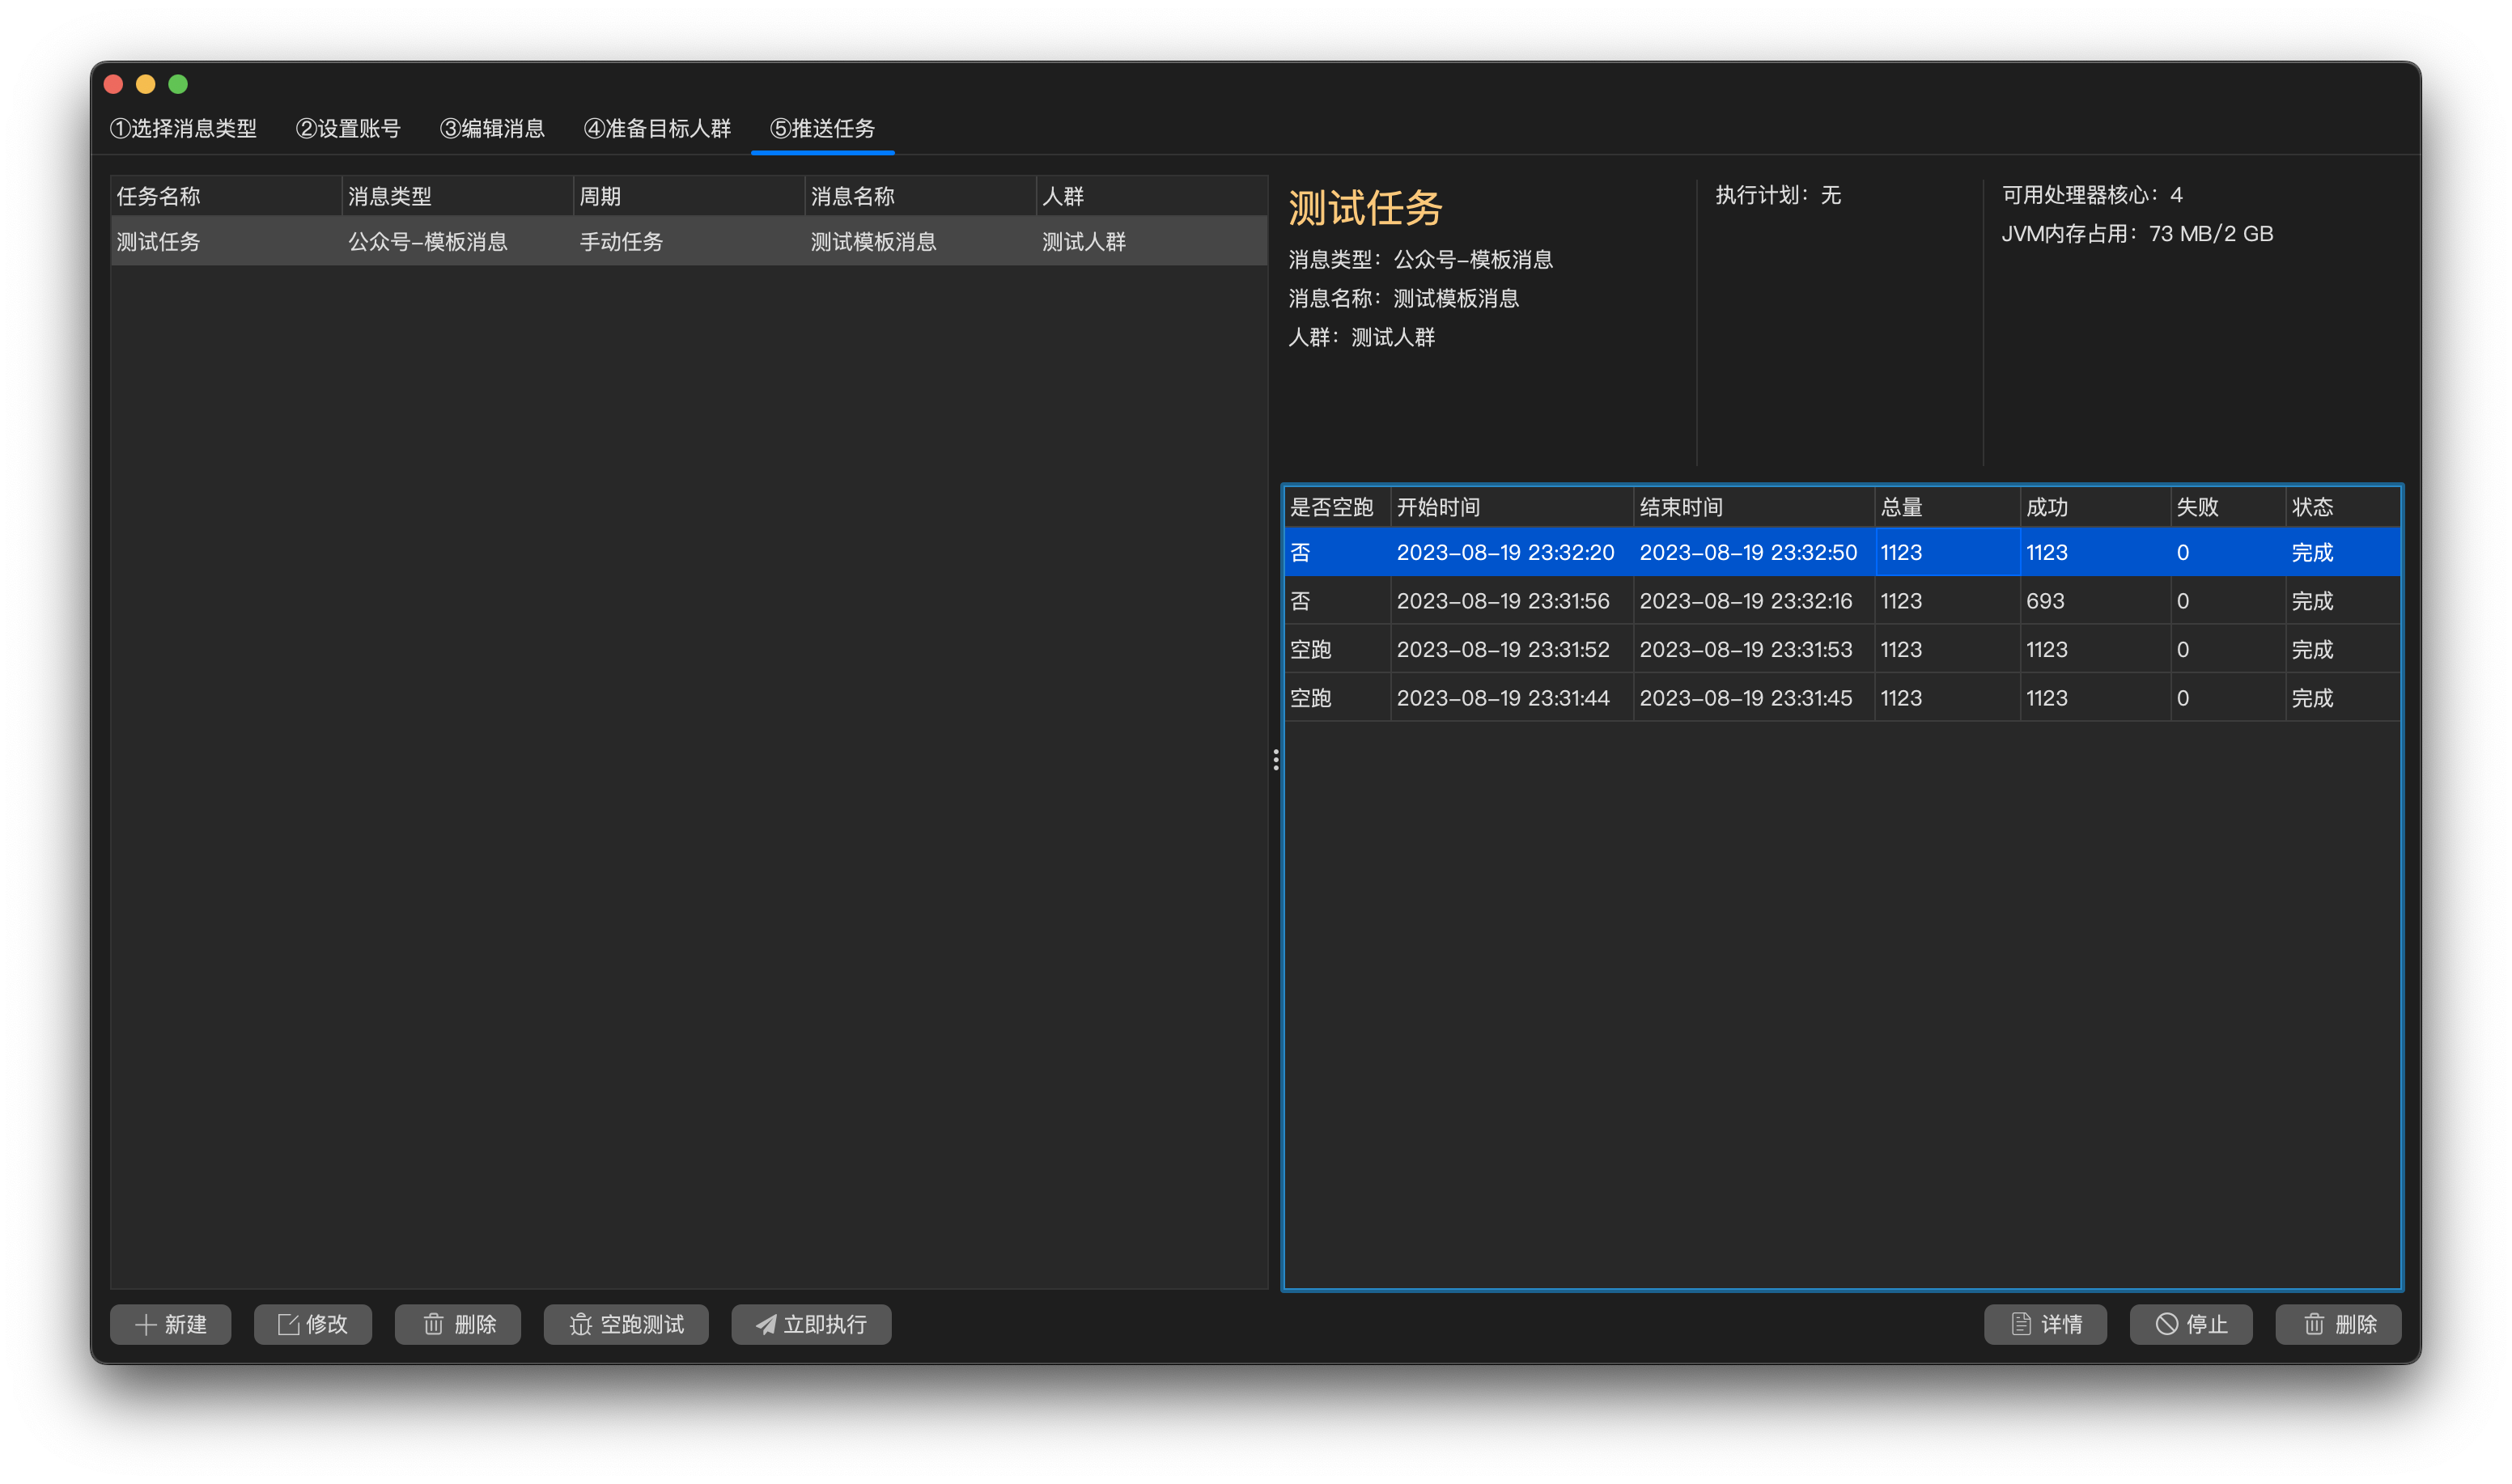 ①选择消息类型 ②设置账号 ③编辑消息 ④准备目标人群 ⑤推送任务
任务名称 消息类型 周期 消息名称 人群
测试任务 公众号-模板消息 手动任务 测试模板消息 测试人群
测试任务
消息类型：公众号-模板消息
消息名称：测试模板消息
人群：测试人群
执行计划：无
可用处理器核心：4
JVM内存占用：73 MB/2 GB
是否空跑 开始时间 结束时间 总量 成功 失败 状态
否 2023-08-19 23:32:20 2023-08-19 23:32:50 1123 1123 0 完成
否 2023-08-19 23:31:56 2023-08-19 23:32:16 1123 693 0 完成
空跑 2023-08-19 23:31:52 2023-08-19 23:31:53 1123 1123 0 完成
空跑 2023-08-19 23:31:44 2023-08-19 23:31:45 1123 1123 0 完成
新建 修改 删除 空跑测试 立即执行 详情 停止 删除